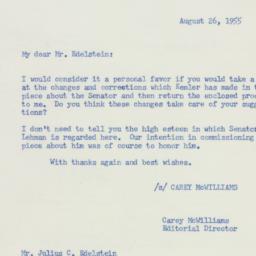 August 26, 1955
My dear Mr. Edelstein:
I would consider it a personal favor if you would take a
at the changes and corrections which Kemler has made in t
piece about the Senator and then return the enclosed pro
to me. Do you think these changes take care of your sugg
tions?
I don't need to tell you the high esteem in which Senator
Lehman is regarded here. Our intention in commissioning
piece about him was of course to honor him.
With thanks again and best wishes.
/s/ CAREY McWILLIAMS
Carey McWilliams
Editorial Director
Mr. Julius C. Edelstein